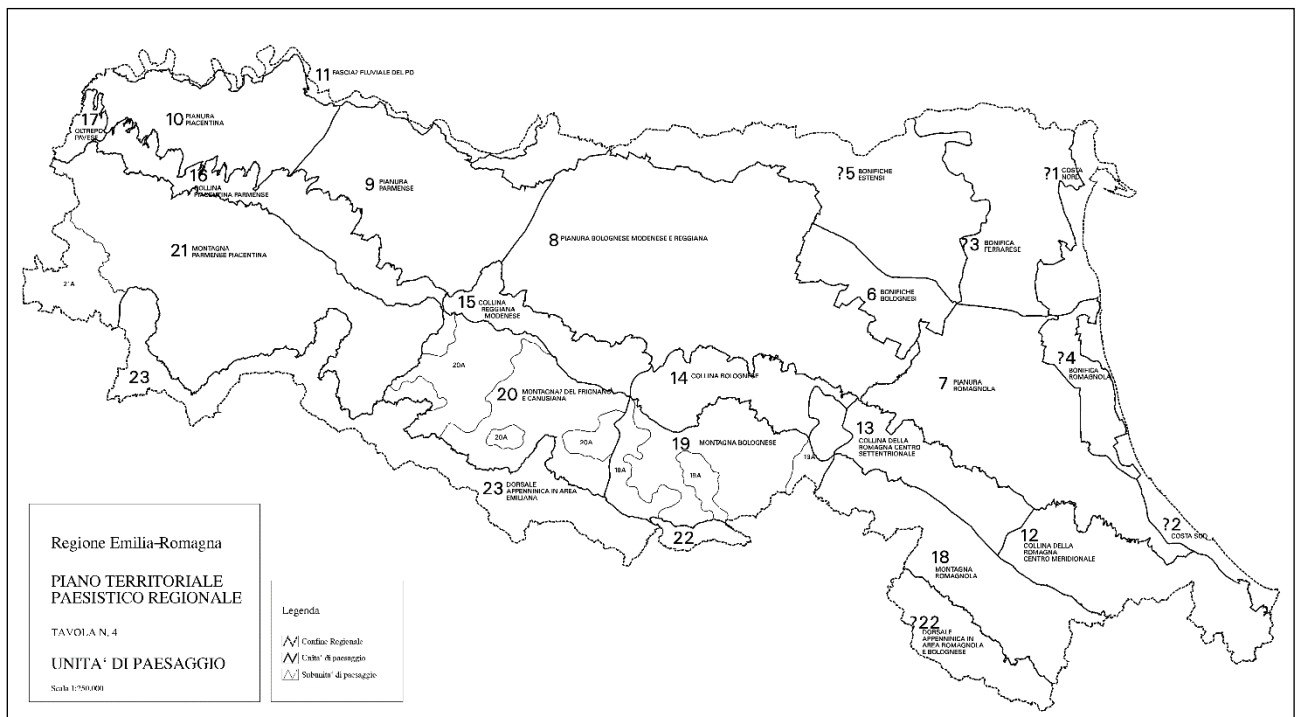 11 FASCIA? FLUVIALE DEL PO
10 PIANURA
PIACENTINA
17
OLTREPO
PAVESE
16
COLLINA
PIACENTINA PARMENSE
9 PIANURA
PARMENSE
?5 BONIFICHE
ESTENSI
?1 COSTA
NORD
21 MONTAGNA
PARMENSE PIACENTINA
8 PIANURA BOLOGNESE MODENESE E REGGIANA
?3 BONIFICA
FERRARESE
21A
6 BONIFICHE
BOLOGNESI
15 COLLINA
REGGIANA
MODENESE
?4
BONIFICA
ROMAGNOLA
23
20A
14 COLLINA BOLOGNESE
7 PIANURA
ROMAGNOLA
20 MONTAGNA? DEL FRIGNANO
E CANUSIANA
20A
20A
19 MONTAGNA BOLOGNESE
13
COLLINA DELLA
ROMAGNA CENTRO
SETTENTRIONALE
19A
19A
19A
23 DORSALE
APPENNINICA IN AREA
EMILIANA
22
12
COLLINA DELLA
ROMAGNA
CENTRO MERIDIONALE
?2
COSTA SUD
18
MONTAGNA
ROMAGNOLA
?22
DORSALE
APPENNINICA IN
AREA ROMAGNOLA
E BOLOGNESE
Regione Emilia-Romagna
PIANO TERRITORIALE
PAESISTICO REGIONALE
TAVOLA N. 4
UNITA' DI PAESAGGIO
Scala 1:250.000
Legenda
Confine Regionale
Unita' di paesaggio
Subunita' di paesaggio